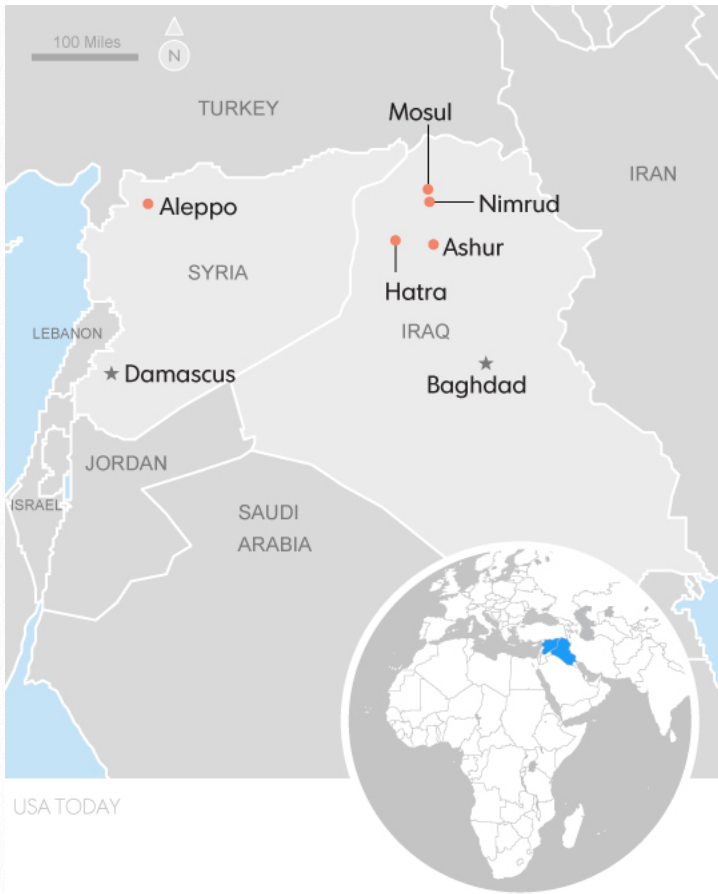 100 Miles
N
TURKEY
Mosul
IRAN
Aleppo
Nimrud
SYRIA
Ashur
Hatra
LEBANON
IRAQ
Damascus
Baghdad
JORDAN
ISRAEL
SAUDI
ARABIA
USA TODAY